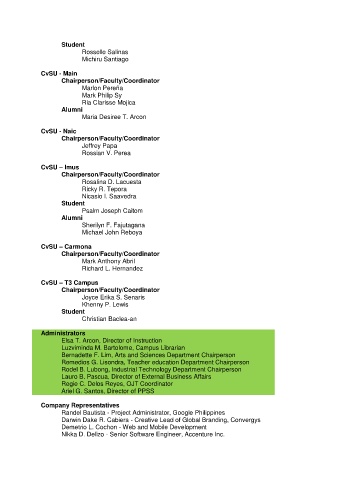 Student
Rosselle Salinas
Michiru Santiago
CvSU - Main
Chairperson/Faculty/Coordinator
Marlon Pereña
Mark Philip Sy
Ria Clarisse Mojica
Alumni
Maria Desiree T. Arcon
CvSU - Naic
Chairperson/Faculty/Coordinator
Jeffrey Papa
Rossian V. Perea
CvSU – Imus
Chairperson/Faculty/Coordinator
Rosalina D. Lacuesta
Ricky R. Tepora
Nicasio I. Saavedra
Student
Psalm Joseph Caitom
Alumni
Sherilyn F. Fajutagana
Michael John Reboya
CvSU – Carmona
Chairperson/Faculty/Coordinator
Mark Anthony Abril
Richard L. Hernandez
CvSU – T3 Campus
Chairperson/Faculty/Coordinator
Joyce Erika S. Senaris
Khenny P. Lewis
Student
Christian Baclea-an
Administrators
Elsa T. Arcon, Director of Instruction
Luzviminda M. Bartolome, Campus Librarian
Bernadette F. Lim, Arts and Sciences Department Chairperson
Remedios G. Lisondra, Teacher education Department Chairperson
Rodel B. Lubong, Industrial Technology Department Chairperson
Lauro B. Pascua, Director of External Business Affairs
Regie C. Delos Reyes, OJT Coordinator
Ariel G. Santos, Director of PPSS
Company Representatives
Randel Bautista - Project Administrator, Google Philippines
Darwin Dake R. Cabiers - Creative Lead of Global Branding, Convergys
Demetrio L. Cochon - Web and Mobile Development
Nikka D. Delizo - Senior Software Engineer, Accenture Inc.